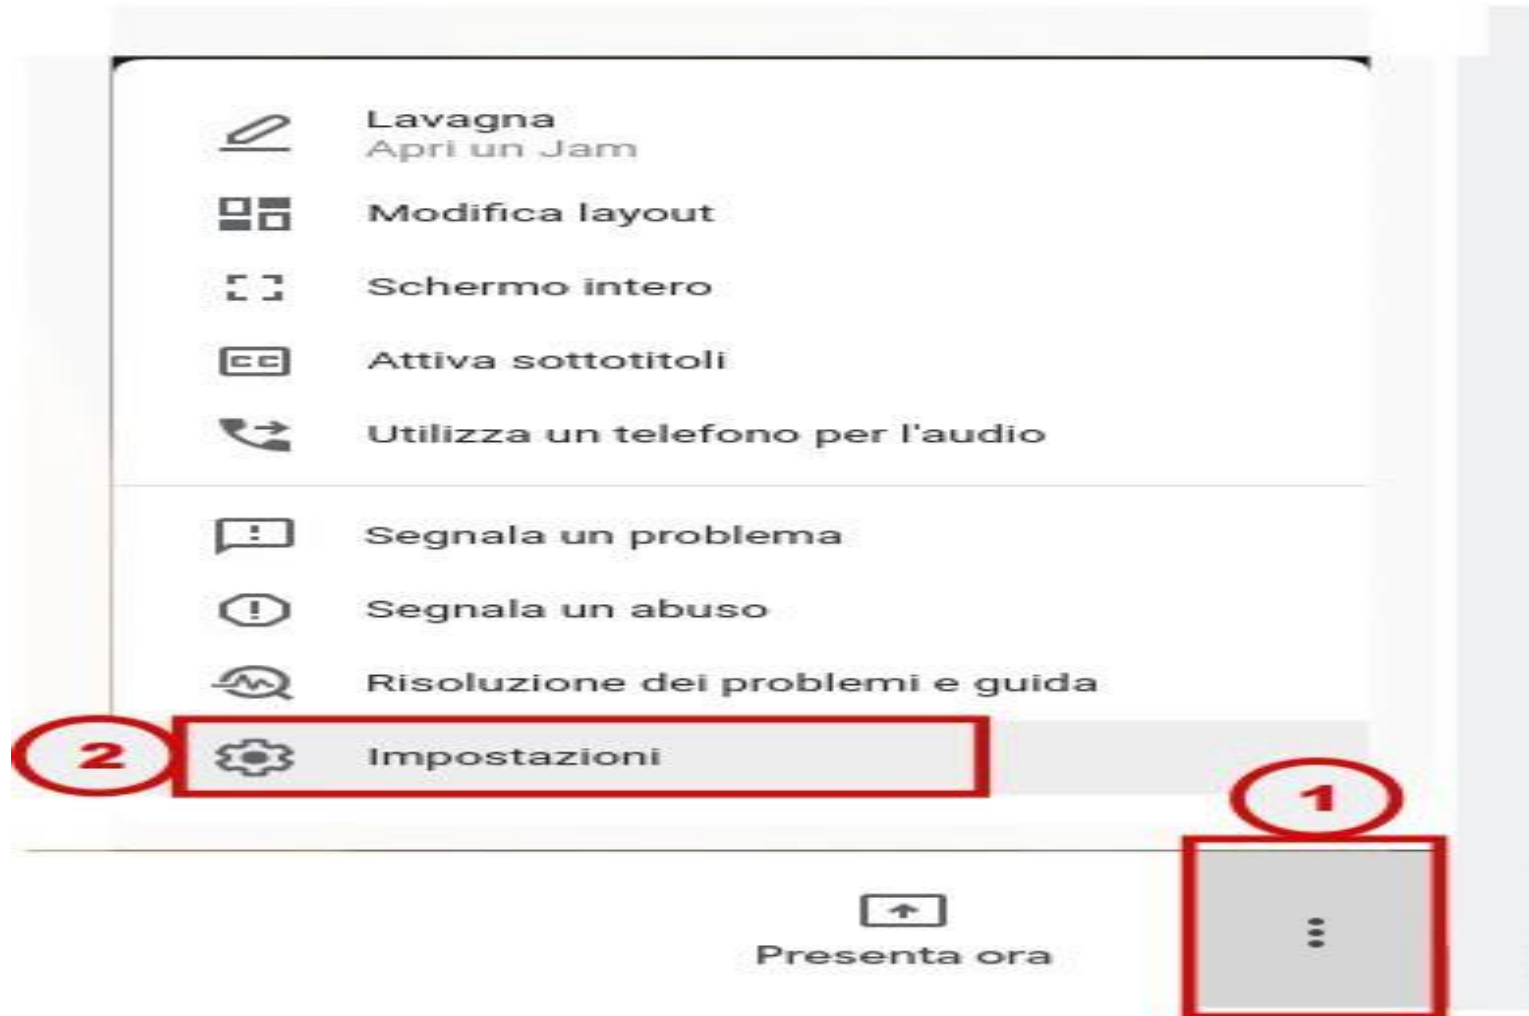 Lavagna
Apri un Jam
Modifica layout
Schermo intero
CC Attiva sottotitoli
Utilizza un telefono per l'audio
Segnala un problema
Segnala un abuso
Risoluzione dei problemi e guida
2 Impostazioni
1
Presenta ora